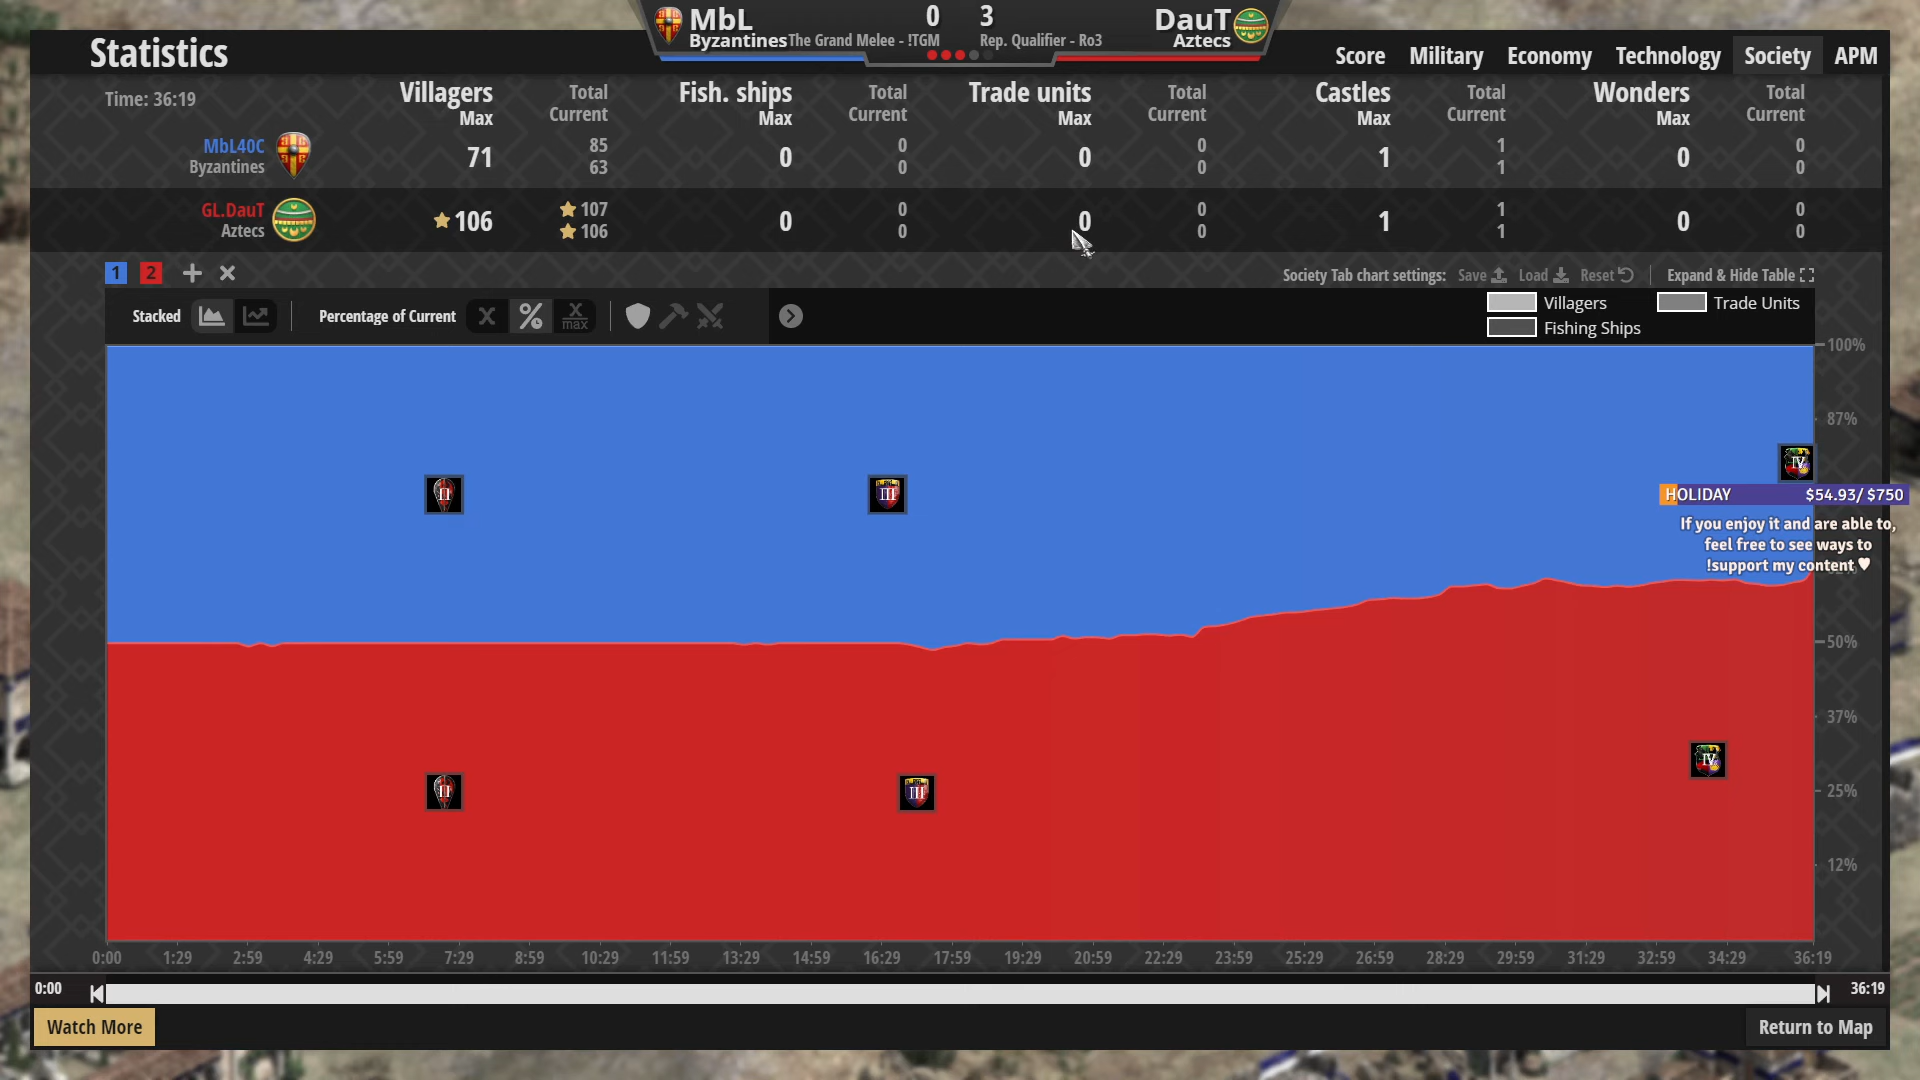 MbL 0 3 DauT
Byzantines The Grand Melee - !TGM Rep. Qualifier - Ro3 Aztecs
Statistics
Score Military Economy Technology Society APM
Time: 36:19
Villagers Total Fish. ships Total Trade units Total Castles Total Wonders Total
Max Current Max Current Max Current Max Current Max Current
MbL40C 71 85 0 0 0 0 1 1 0 0
Byzantines 63 0 0 1 0
GL.DauT 106 107 0 0 0 0 1 1 0 0
Aztecs 106 0 0 1 0
1 2 Society Tab chart settings: Save Load Reset Expand & Hide Table
Stacked Percentage of Current X % X max
Villagers Trade Units
Fishing Ships
100%
87%
II III IV
HOLIDAY $54.93/ $750
If you enjoy it and are able to,
feel free to see ways to
!support my content ♥
50%
37%
II III IV
25%
12%
0:00 1:29 2:59 4:29 5:59 7:29 8:59 10:29 11:59 13:29 14:59 16:29 17:59 19:29 20:59 22:29 23:59 25:29 26:59 28:29 29:59 31:29 32:59 34:29 36:19
0:00 36:19
Watch More Return to Map